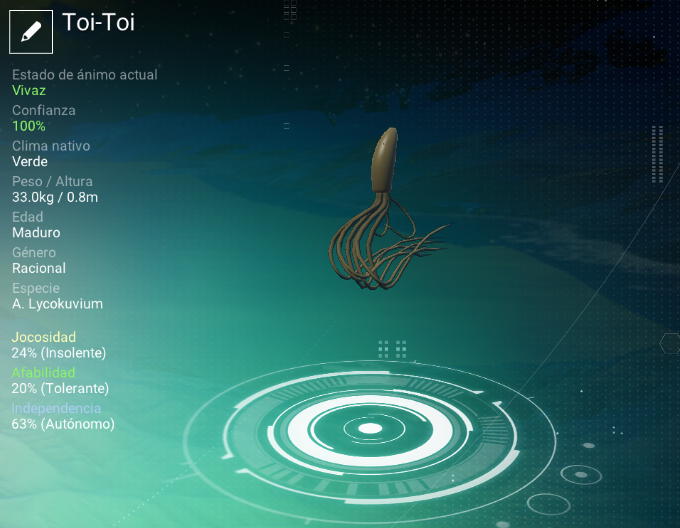 Toi-Toi
Estado de ánimo actual
Vivaz
Confianza
100%
Clima nativo
Verde
Peso / Altura
33.0kg / 0.8m
Edad
Maduro
Género
Racional
Especie
A. Lycokuvium
Jocosidad
24% (Insolente)
Afabilidad
20% (Tolerante)
Independencia
63% (Autónomo)